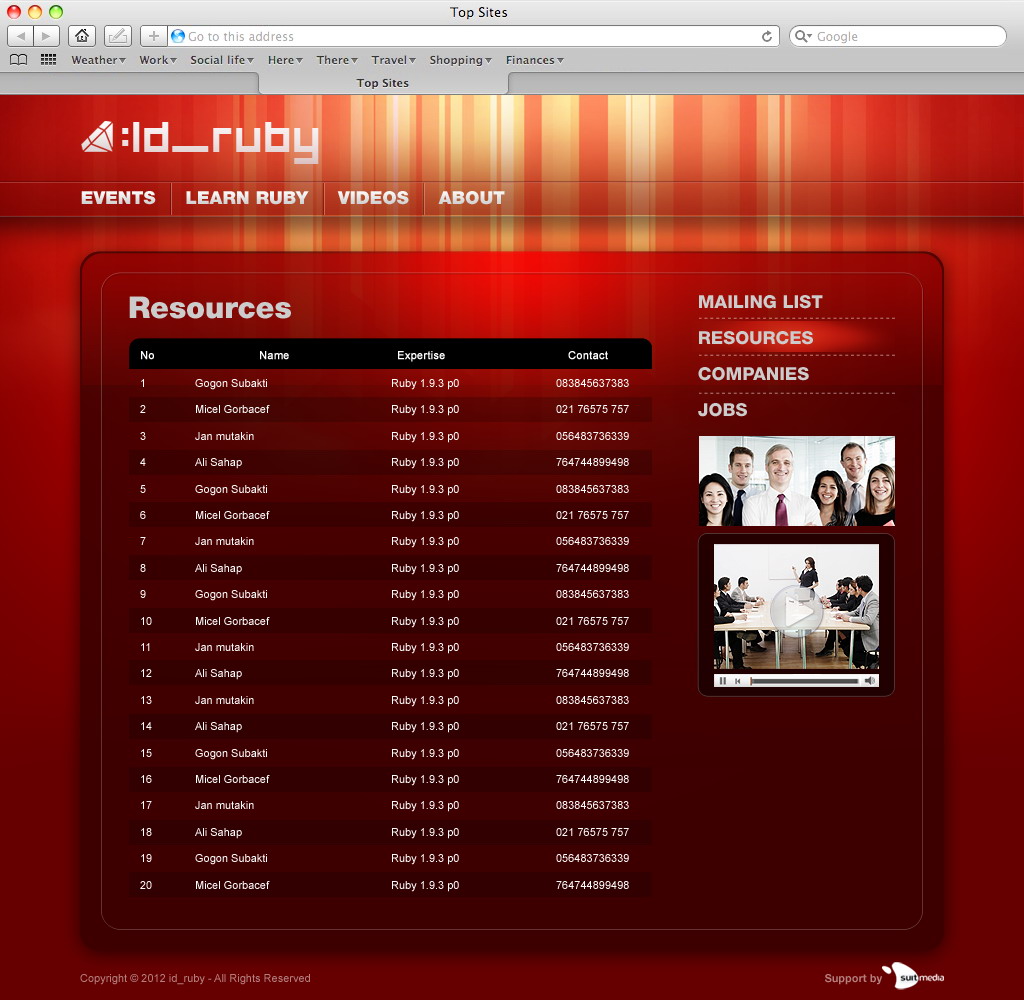 Top Sites
Go to this address
Google
Weather Work Social life Here There Travel Shopping Finances
Top Sites
:Id_ruby
EVENTS LEARN RUBY VIDEOS ABOUT
Resources
No Name Expertise Contact
1 Gogon Subakti Ruby 1.9.3 p0 083845637383
2 Micel Gorbacef Ruby 1.9.3 p0 021 76575 757
3 Jan mutakin Ruby 1.9.3 p0 056483736339
4 Ali Sahap Ruby 1.9.3 p0 764744899498
5 Gogon Subakti Ruby 1.9.3 p0 083845637383
6 Micel Gorbacef Ruby 1.9.3 p0 021 76575 757
7 Jan mutakin Ruby 1.9.3 p0 056483736339
8 Ali Sahap Ruby 1.9.3 p0 764744899498
9 Gogon Subakti Ruby 1.9.3 p0 083845637383
10 Micel Gorbacef Ruby 1.9.3 p0 021 76575 757
11 Jan mutakin Ruby 1.9.3 p0 056483736339
12 Ali Sahap Ruby 1.9.3 p0 764744899498
13 Jan mutakin Ruby 1.9.3 p0 083845637383
14 Ali Sahap Ruby 1.9.3 p0 021 76575 757
15 Gogon Subakti Ruby 1.9.3 p0 056483736339
16 Micel Gorbacef Ruby 1.9.3 p0 764744899498
17 Jan mutakin Ruby 1.9.3 p0 083845637383
18 Ali Sahap Ruby 1.9.3 p0 021 76575 757
19 Gogon Subakti Ruby 1.9.3 p0 056483736339
20 Micel Gorbacef Ruby 1.9.3 p0 764744899498
MAILING LIST
RESOURCES
COMPANIES
JOBS
Copyright © 2012 id_ruby - All Rights Reserved
Support by suitmedia